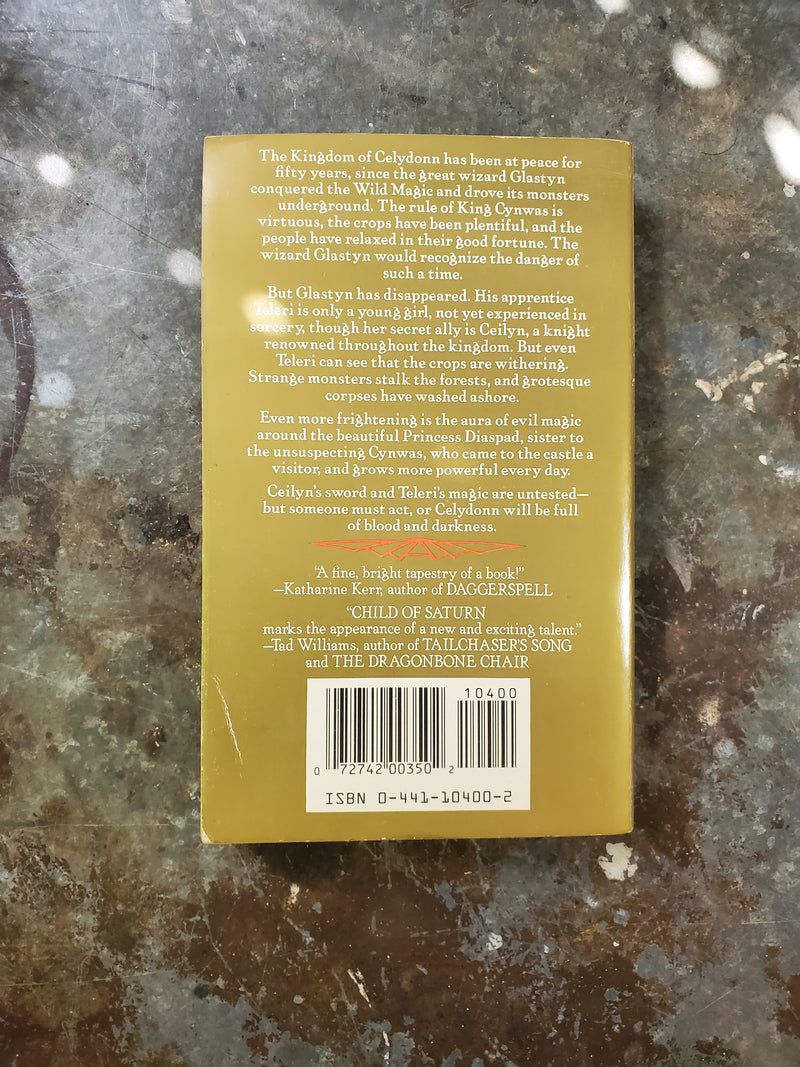 The Kingdom of Celydonn has been at peace for
fifty years, since the great wizard Glastyn
conquered the Wild Magic and drove its monsters
underground. The rule of King Cynwas is
virtuous, the crops have been plentiful, and the
people have relaxed in their good fortune. The
wizard Glastyn would recognize the danger of
such a time.
But Glastyn has disappeared. His apprentice
Teleri is only a young girl, not yet experienced in
sorcery, though her secret ally is Ceilyn, a knight
renowned throughout the kingdom. But even
Teleri can see that the crops are withering.
Strange monsters stalk the forests, and grotesque
corpses have washed ashore.
Even more frightening is the aura of evil magic
around the beautiful Princess Diaspad, sister to
the unsuspecting Cynwas, who came to the castle a
visitor, and grows more powerful every day.
Ceilyn's sword and Teleri's magic are untested—
but someone must act, or Celydonn will be full
of blood and darkness.
"A fine, bright tapestry of a book!"
—Katharine Kerr, author of DAGGERSPELL
"CHILD OF SATURN
marks the appearance of a new and exciting talent."
—Tad Williams, author of TAILCHASER'S SONG
and THE DRAGONBONE CHAIR
10400
0 72742 00350 2
ISBN 0-441-10400-2